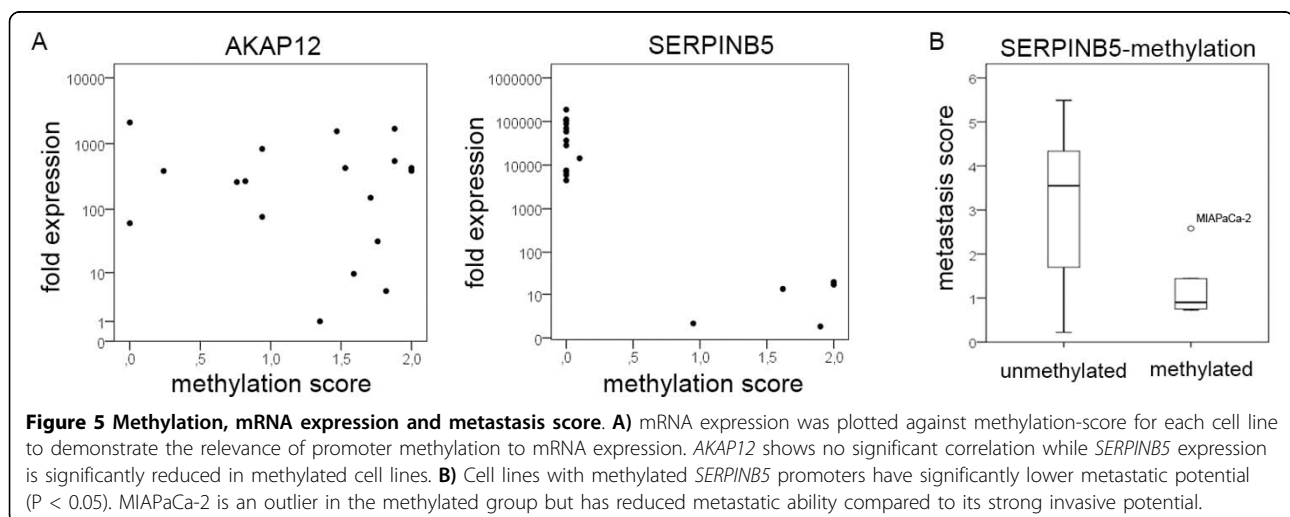 A
AKAP12
fold expression
10000
1000
100
10
1
0
,0
,5
1,0
1,5
2,0
methylation score
SERPINB5
fold expression
1000000
100000
10000
1000
100
10
0
,0
,5
1,0
1,5
2,0
methylation score
B
SERPINB5-methylation
metastasis score
6
5
4
3
2
1
0
MIAPaCa-2
unmethylated
methylated
Figure 5 Methylation, mRNA expression and metastasis score. A) mRNA expression was plotted against methylation-score for each cell line
to demonstrate the relevance of promoter methylation to mRNA expression. AKAP12 shows no significant correlation while SERPINB5 expression
is significantly reduced in methylated cell lines. B) Cell lines with methylated SERPINB5 promoters have significantly lower metastatic potential
(P < 0.05). MIAPaCa-2 is an outlier in the methylated group but has reduced metastatic ability compared to its strong invasive potential.